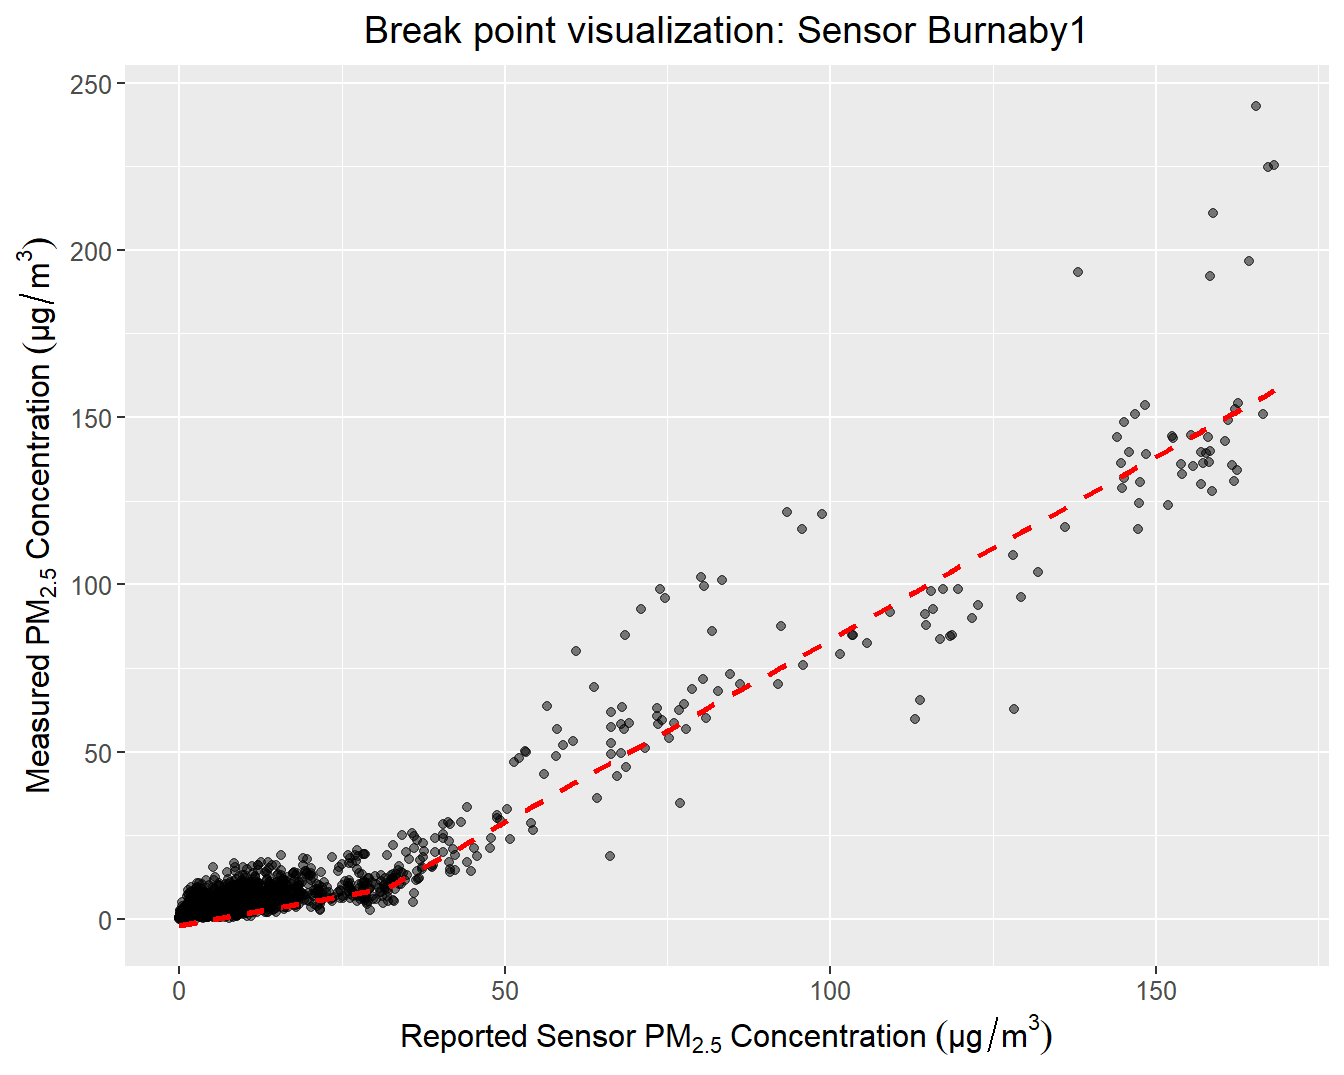 Break point visualization: Sensor Burnaby1
Measured PM2.5 Concentration (µg/m³)
250
200
150
100
50
0
0 50 100 150
Reported Sensor PM2.5 Concentration (µg/m³)